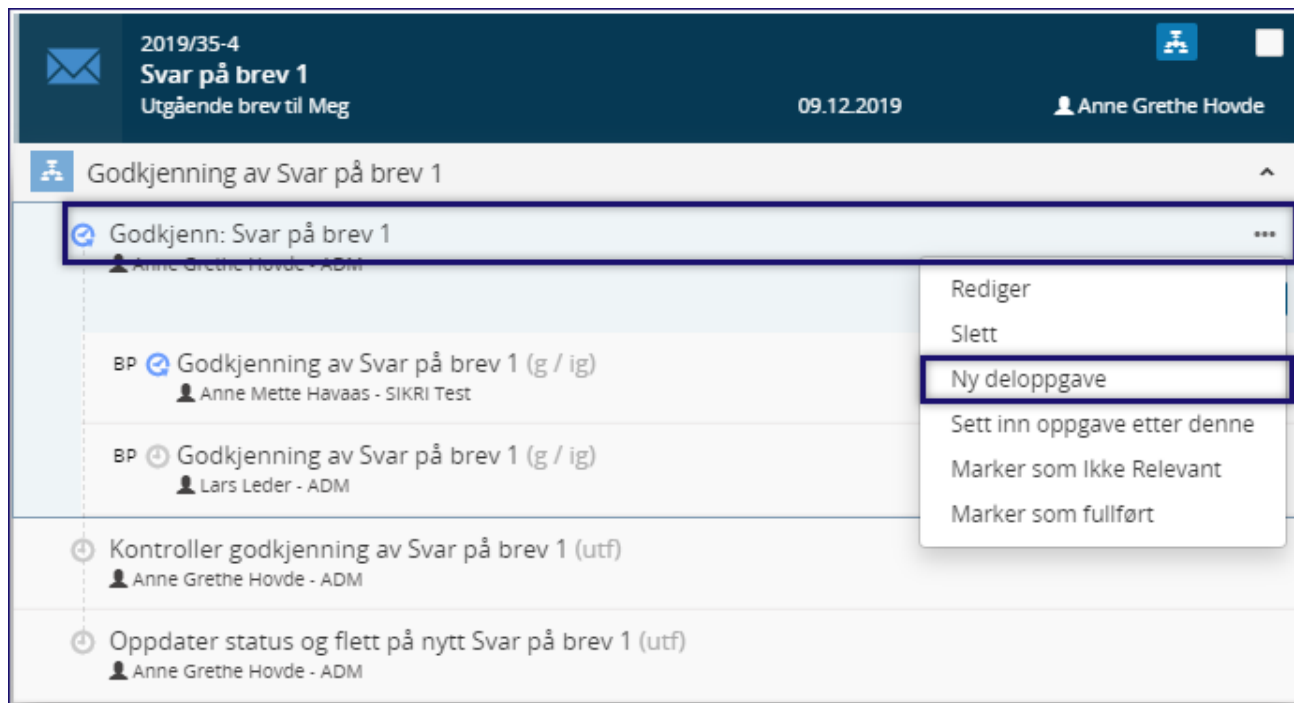 2019/35-4
Svar på brev 1
Utgående brev til Meg
09.12.2019
Anne Grethe Hovde
Godkjenning av Svar på brev 1
Godkjenn: Svar på brev 1
Anne Grethe Hovde - ADM
BP Godkjenning av Svar på brev 1 (g / ig)
Anne Mette Havaas - SIKRI Test
BP Godkjenning av Svar på brev 1 (g / ig)
Lars Leder - ADM
Kontroller godkjenning av Svar på brev 1 (utf)
Anne Grethe Hovde - ADM
Oppdater status og flett på nytt Svar på brev 1 (utf)
Anne Grethe Hovde - ADM
Rediger
Slett
Ny deloppgave
Sett inn oppgave etter denne
Marker som Ikke Relevant
Marker som fullført